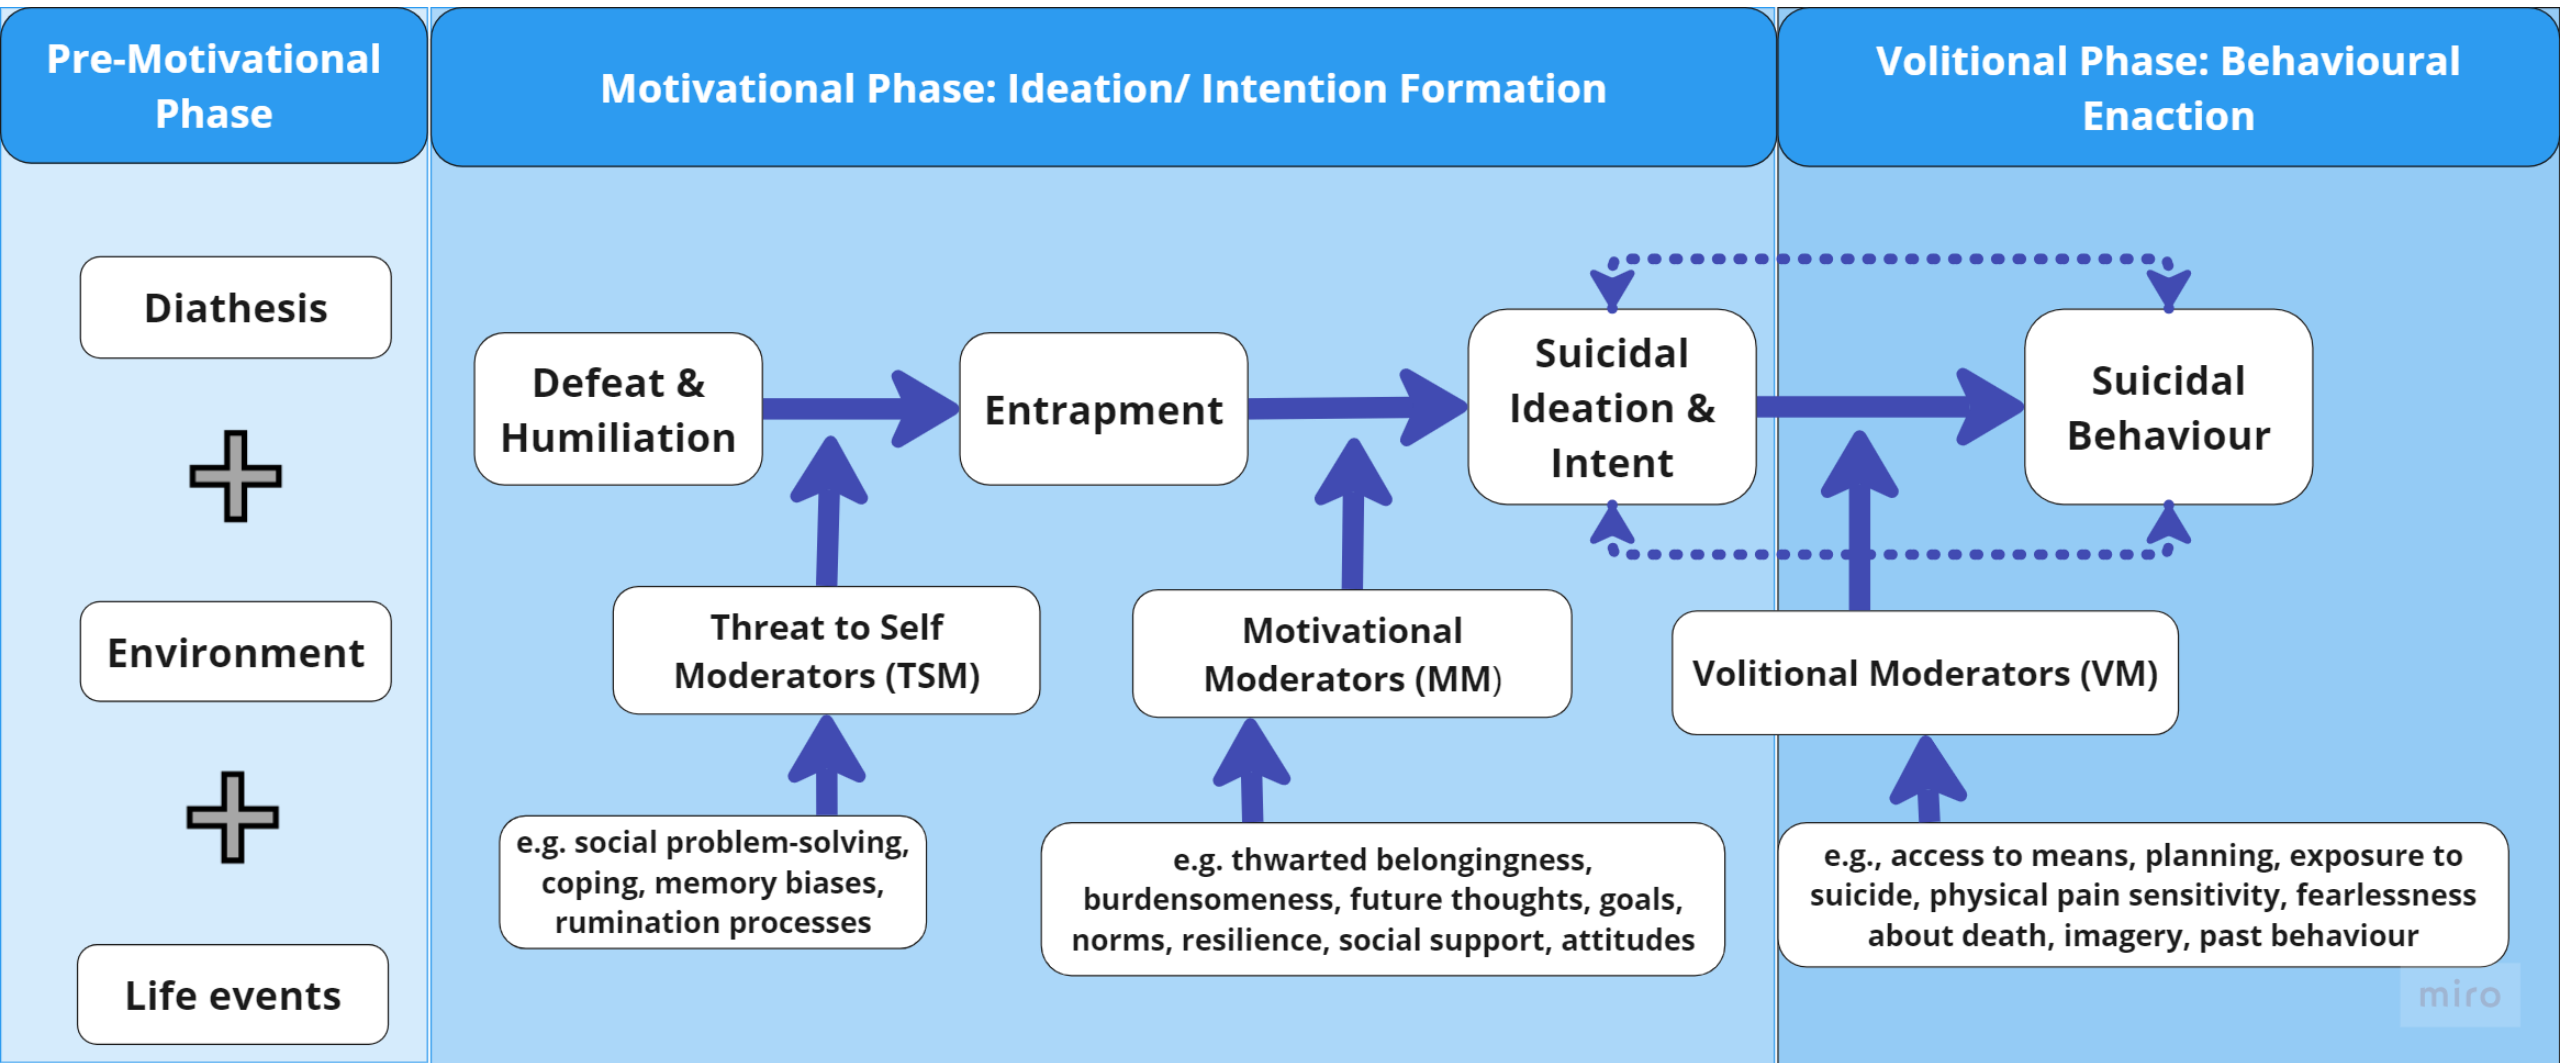 Pre-Motivational
Phase
Motivational Phase: Ideation/ Intention Formation
Volitional Phase: Behavioural
Enaction
Diathesis
Environment
Life events
Defeat &
Humiliation
Entrapment
Suicidal
Ideation &
Intent
Suicidal
Behaviour
Threat to Self
Moderators (TSM)
Motivational
Moderators (MM)
Volitional Moderators (VM)
e.g. social problem-solving,
coping, memory biases,
rumination processes
e.g. thwarted belongingness,
burdensomeness, future thoughts, goals,
norms, resilience, social support, attitudes
e.g., access to means, planning, exposure to
suicide, physical pain sensitivity, fearlessness
about death, imagery, past behaviour
miro